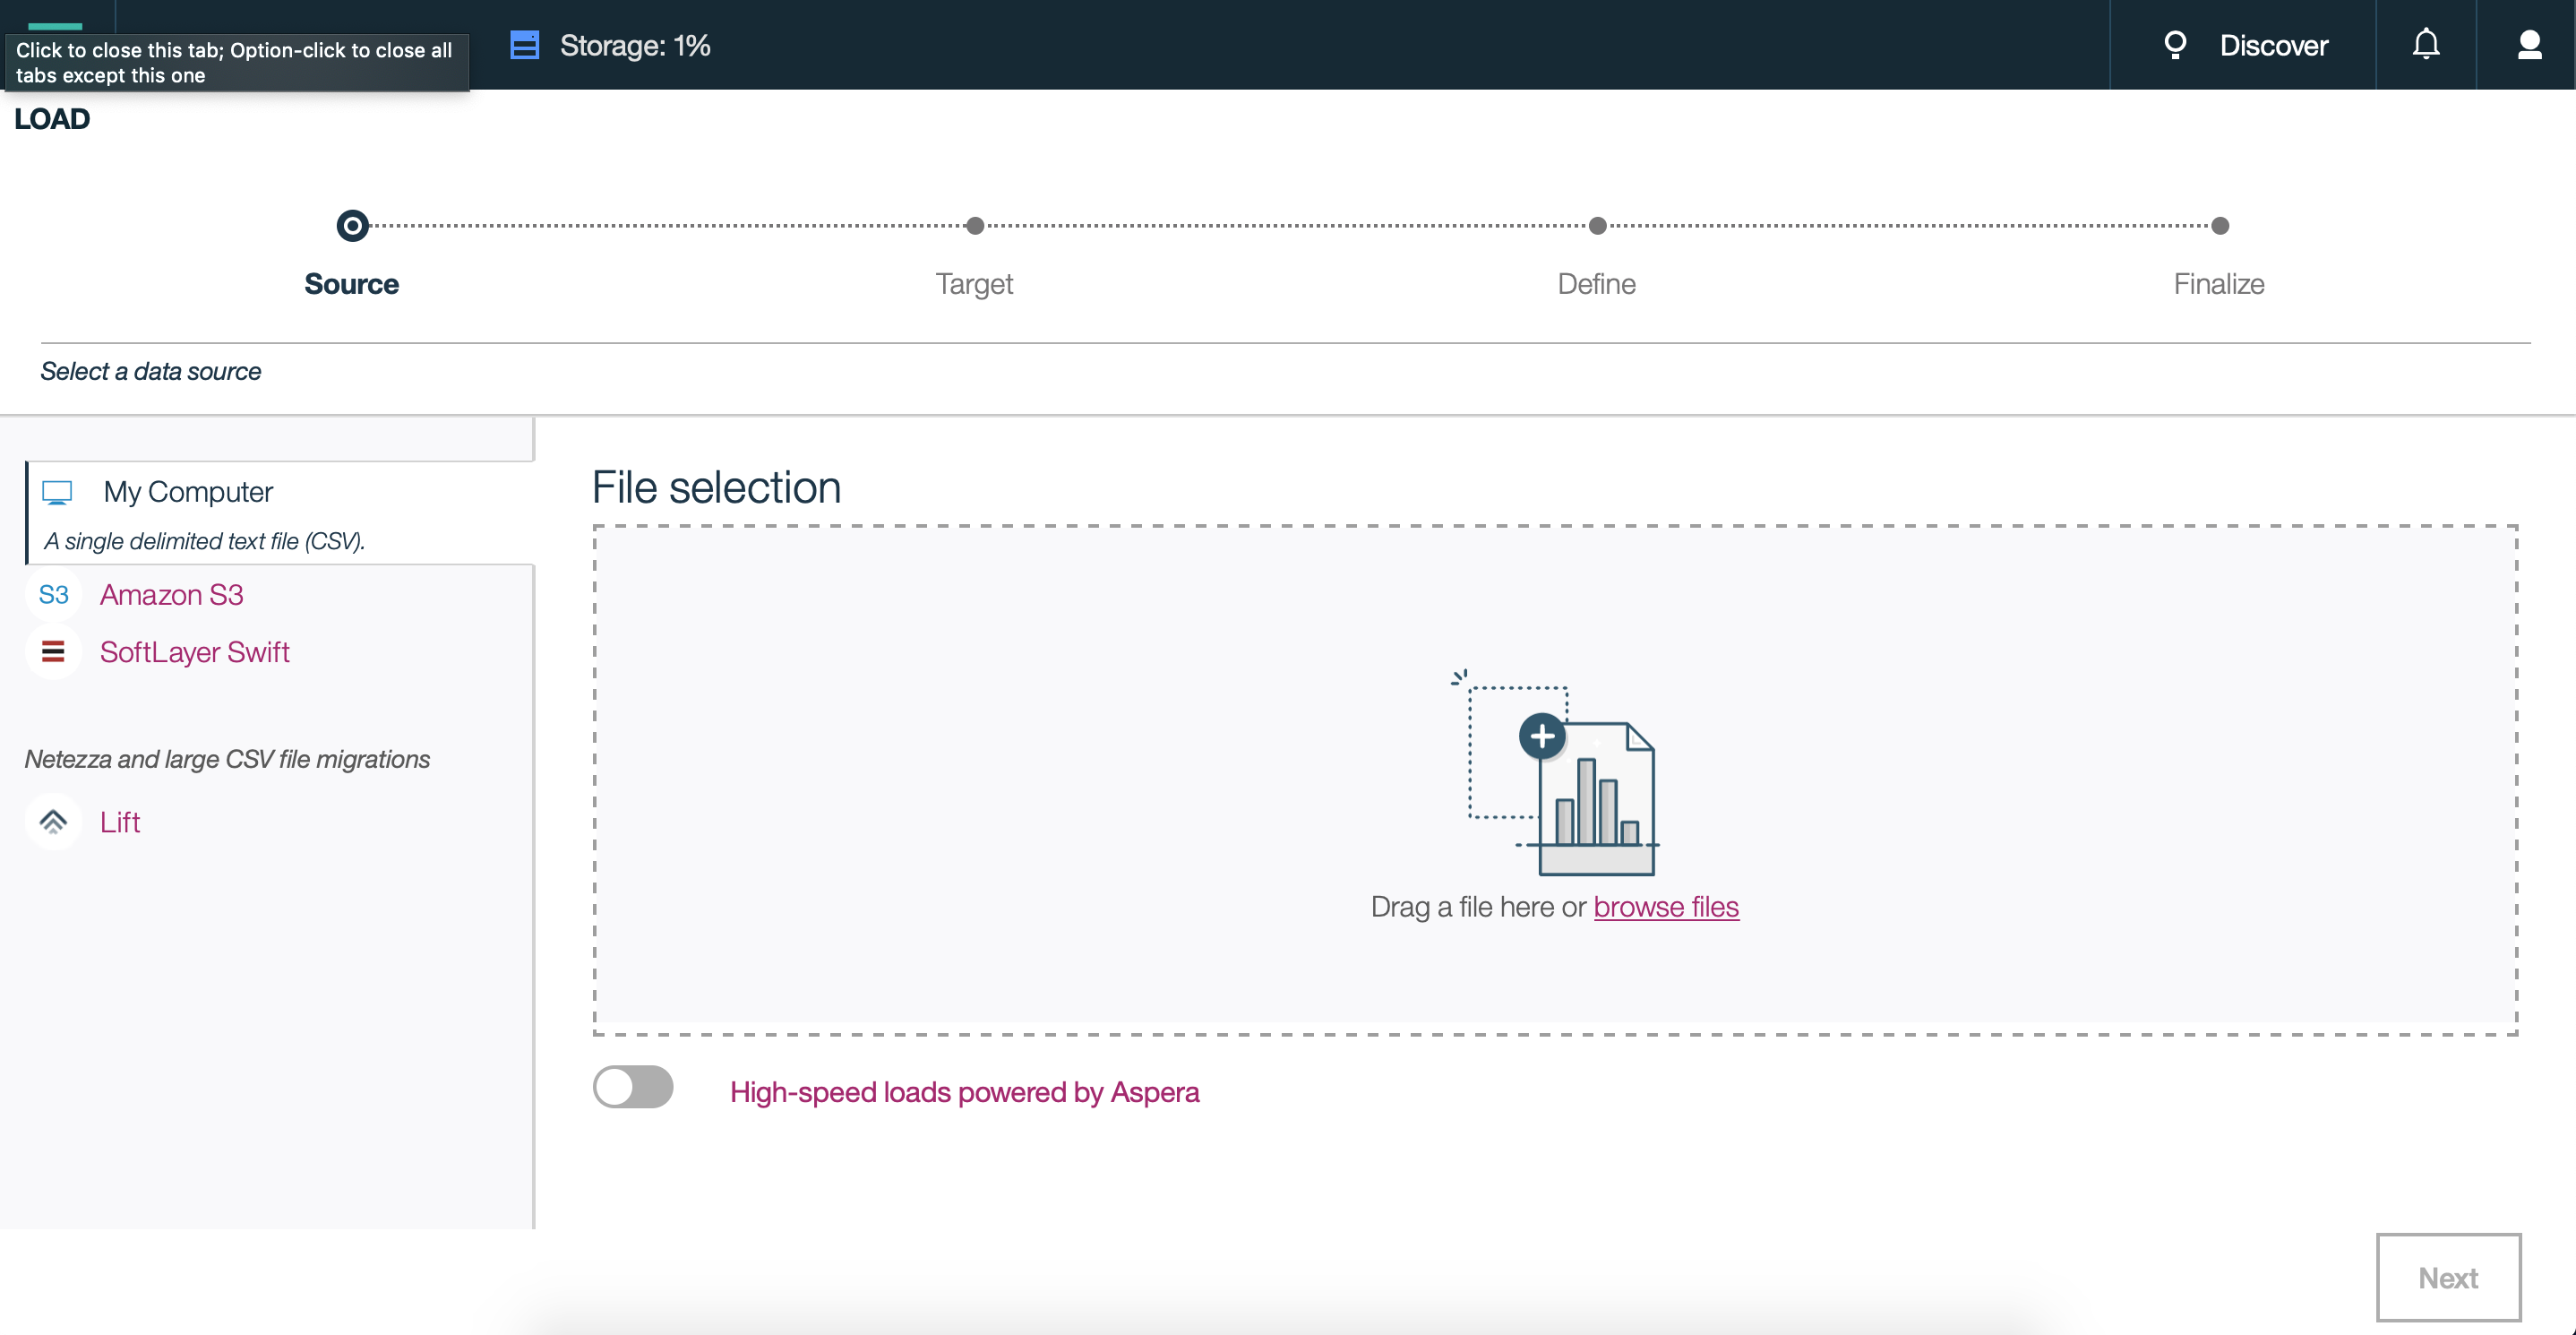 Click to close this tab; Option-click to close all
tabs except this one
Storage: 1%
Discover
LOAD
Source
Target
Define
Finalize
Select a data source
My Computer
A single delimited text file (CSV).
S3 Amazon S3
SoftLayer Swift
Netezza and large CSV file migrations
Lift
File selection
Drag a file here or browse files
High-speed loads powered by Aspera
Next